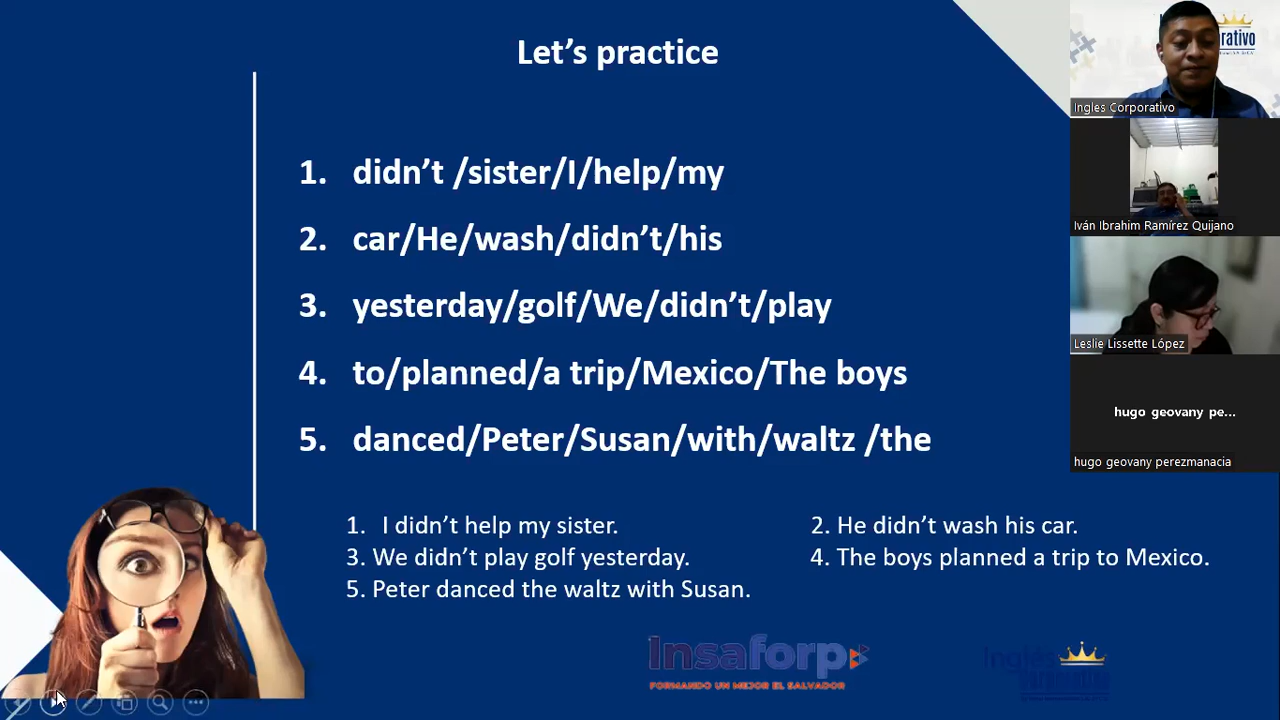 Let's practice
1. didn't /sister/I/help/my
2. car/He/wash/didn't/his
3. yesterday/golf/We/didn't/play
4. to/planned/a trip/Mexico/The boys
5. danced/Peter/Susan/with/waltz /the
1. I didn't help my sister. 2. He didn't wash his car.
3. We didn't play golf yesterday. 4. The boys planned a trip to Mexico.
5. Peter danced the waltz with Susan.
Insaforp
FORMANDO UN MEJOR EL SALVADOR
Inglés
Corporativo
rativo
Ingles Corporativo
Iván Ibrahim Ramírez Quijano
Leslie Lissette López
hugo geovany pe...
hugo geovany perezmanacia